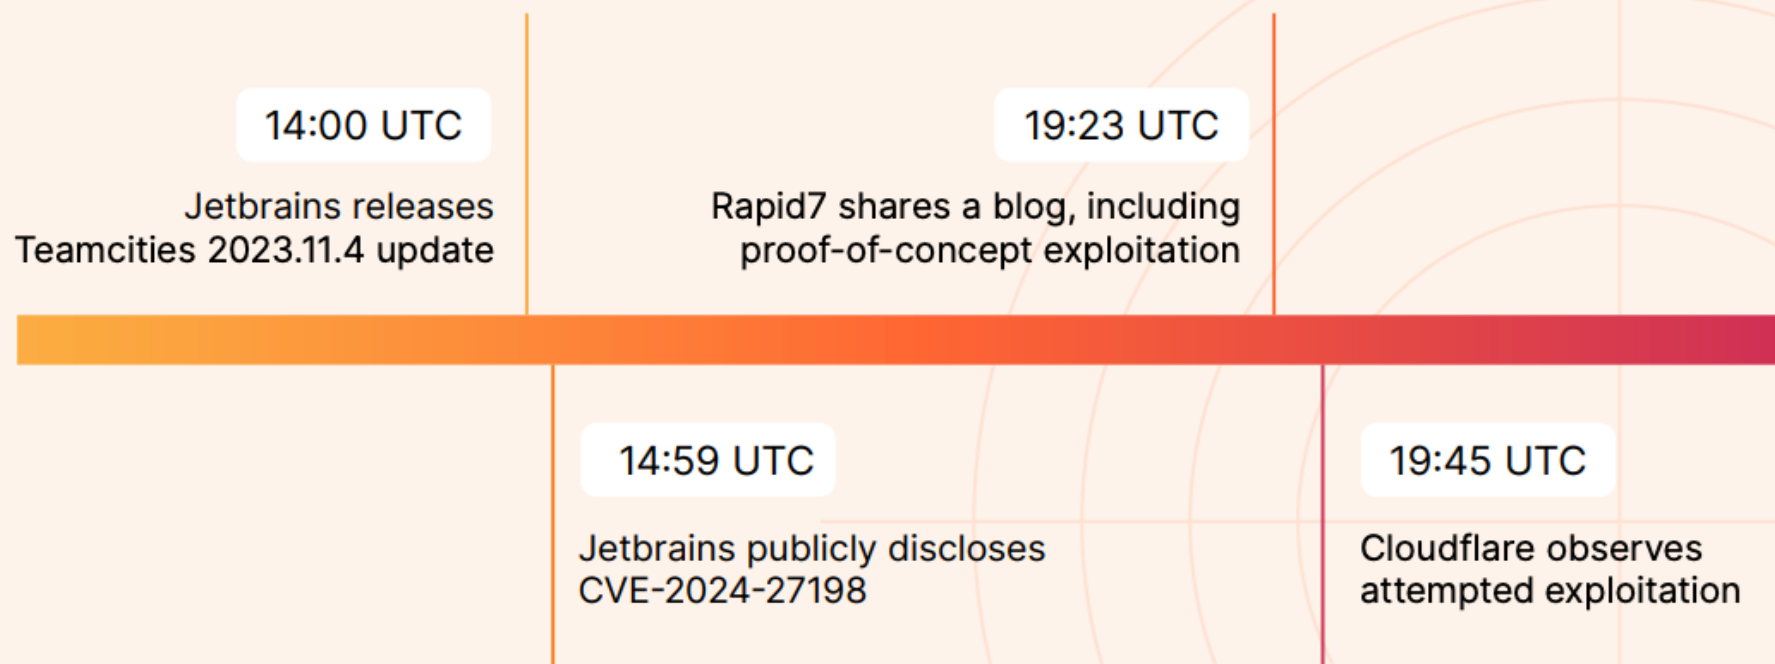 14:00 UTC
Jetbrains releases
Teamcities 2023.11.4 update
14:59 UTC
Jetbrains publicly discloses
CVE-2024-27198
19:23 UTC
Rapid7 shares a blog, including
proof-of-concept exploitation
19:45 UTC
Cloudflare observes
attempted exploitation